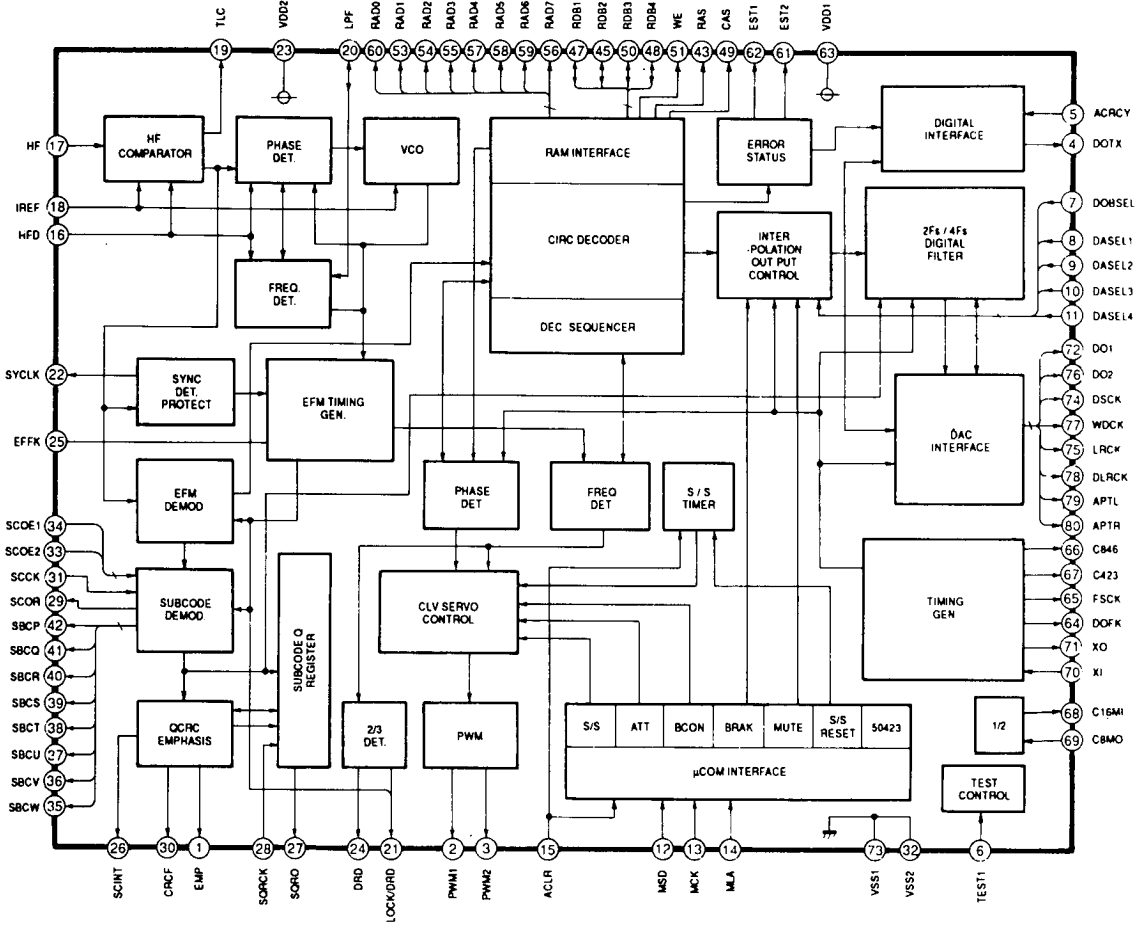 TLC
VDD2
LPF
RAD0
RAD1
RAD2
RAD3
RAD4
RAD5
RAD6
RAD7
RDB1
RDB2
RDB3
RDB4
WE
RAS
CAS
EST1
EST2
VDD1
19
23
20
60
53
54
55
57
58
59
56
47
45
50
48
51
43
49
62
61
63
HF
17
IREF
18
HFD
16
SYCLK
22
EFFK
25
SCOE1
34
SCOE2
33
SCCK
31
SCOR
29
SBCP
42
SBCQ
41
SBCR
40
SBCS
39
SBCT
38
SBCU
37
SBCV
36
SBCW
35
HF
COMPARATOR
PHASE
DET.
VCO
RAM INTERFACE
CIRC DECODER
DEC SEQUENCER
ERROR
STATUS
DIGITAL
INTERFACE
INTER
-POLATION
OUT PUT
CONTROL
2Fs / 4Fs
DIGITAL
FILTER
FREQ.
DET.
SYNC
DET.
PROTECT
EFM TIMING
GEN.
DAC
INTERFACE
EFM
DEMOD
PHASE
DET
FREQ
DET
S / S
TIMER
SUBCODE
DEMOD.
SUBCODE Q
REGISTER
CLV SERVO
CONTROL
TIMING
GEN
QCRC
EMPHASIS
2/3
DET.
PWM
S/S
ATT
BCON
BRAK
MUTE
S/S
RESET
50423
µCOM INTERFACE
1/2
TEST
CONTROL
5
ACRCY
4
DOTX
7
DOBSEL
8
DASEL1
9
DASEL2
10
DASEL3
11
DASEL4
72
DO1
76
DO2
74
DSCK
77
WDCK
75
LRCK
78
DLRCK
79
APTL
80
APTR
66
C846
67
C423
65
FSCK
64
DOFK
71
XO
70
XI
68
C16MI
69
C8MO
26
30
1
28
27
24
21
2
3
15
12
13
14
73
32
6
SCINT
CRCF
EMP
SQRCK
SQRO
DRD
LOCK/DRD
PWM1
PWM2
ACLR
MSD
MCK
MLA
VSS1
VSS2
TEST1